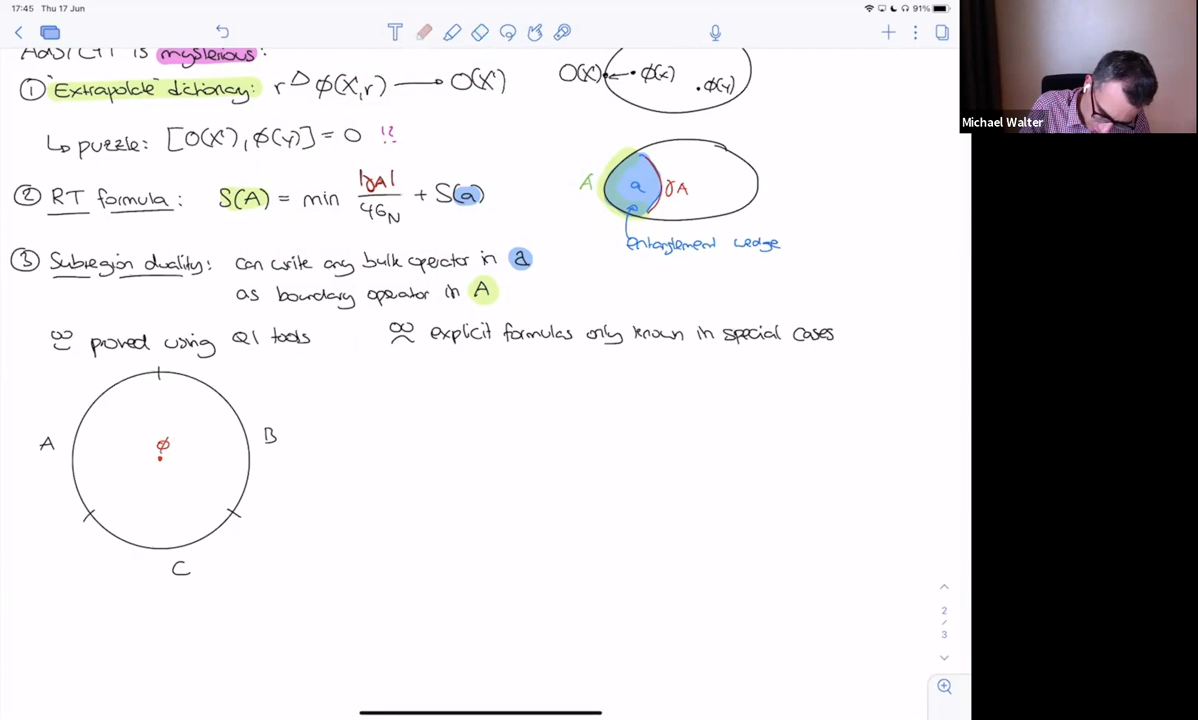 17:45 Thu 17 Jun
91%
AdS/CFT is mysterious:
① "Extrapolate" dictionary: r^Δ φ(X,r) → O(X)
O(X) ← φ(x)
φ(y)
↳ puzzle: [O(X), φ(y)] = 0 !?
② RT formula: S(A) = min |γA| / 4G_N + S(a)
A a γA
entanglement wedge
③ Subregion duality: can write any bulk operator in a
as boundary operator in A
proved using QI tools
explicit formulas only known in special cases
A
B
φ
C
2
/
3
Michael Walter